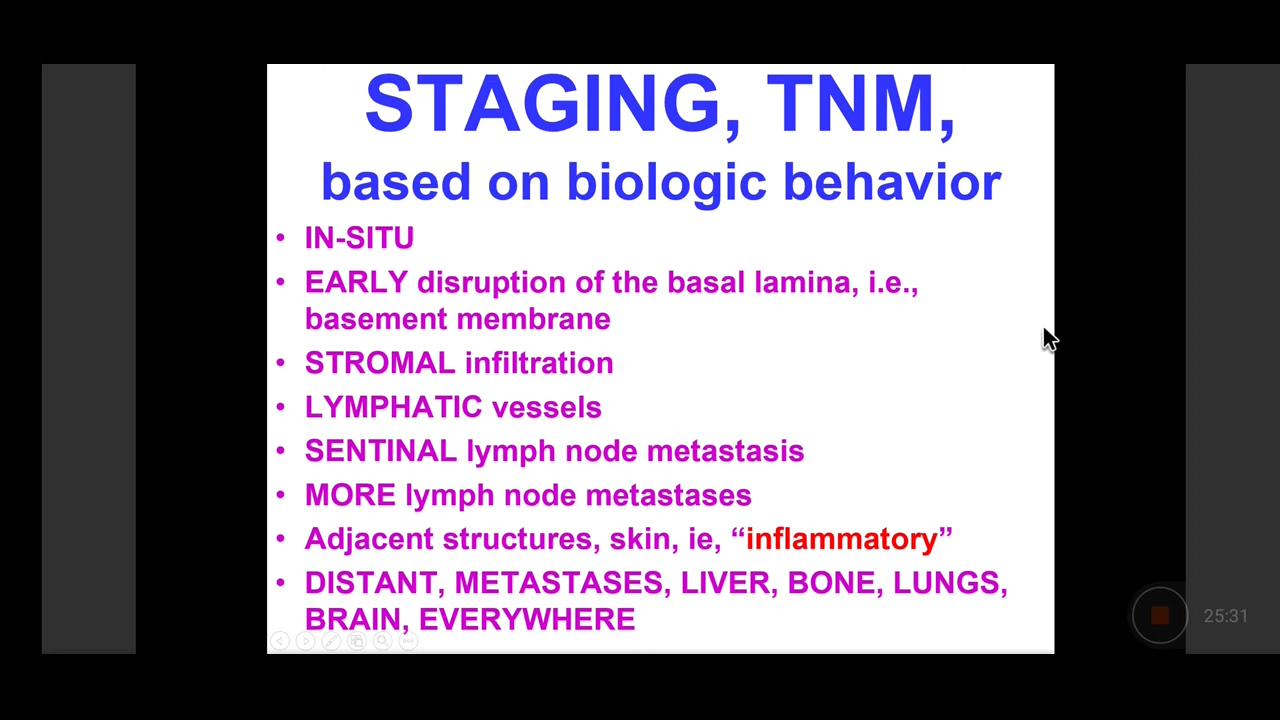 STAGING, TNM,
based on biologic behavior
• IN-SITU
• EARLY disruption of the basal lamina, i.e.,
basement membrane
• STROMAL infiltration
• LYMPHATIC vessels
• SENTINAL lymph node metastasis
• MORE lymph node metastases
• Adjacent structures, skin, ie, “inflammatory”
• DISTANT, METASTASES, LIVER, BONE, LUNGS,
BRAIN, EVERYWHERE
25:31